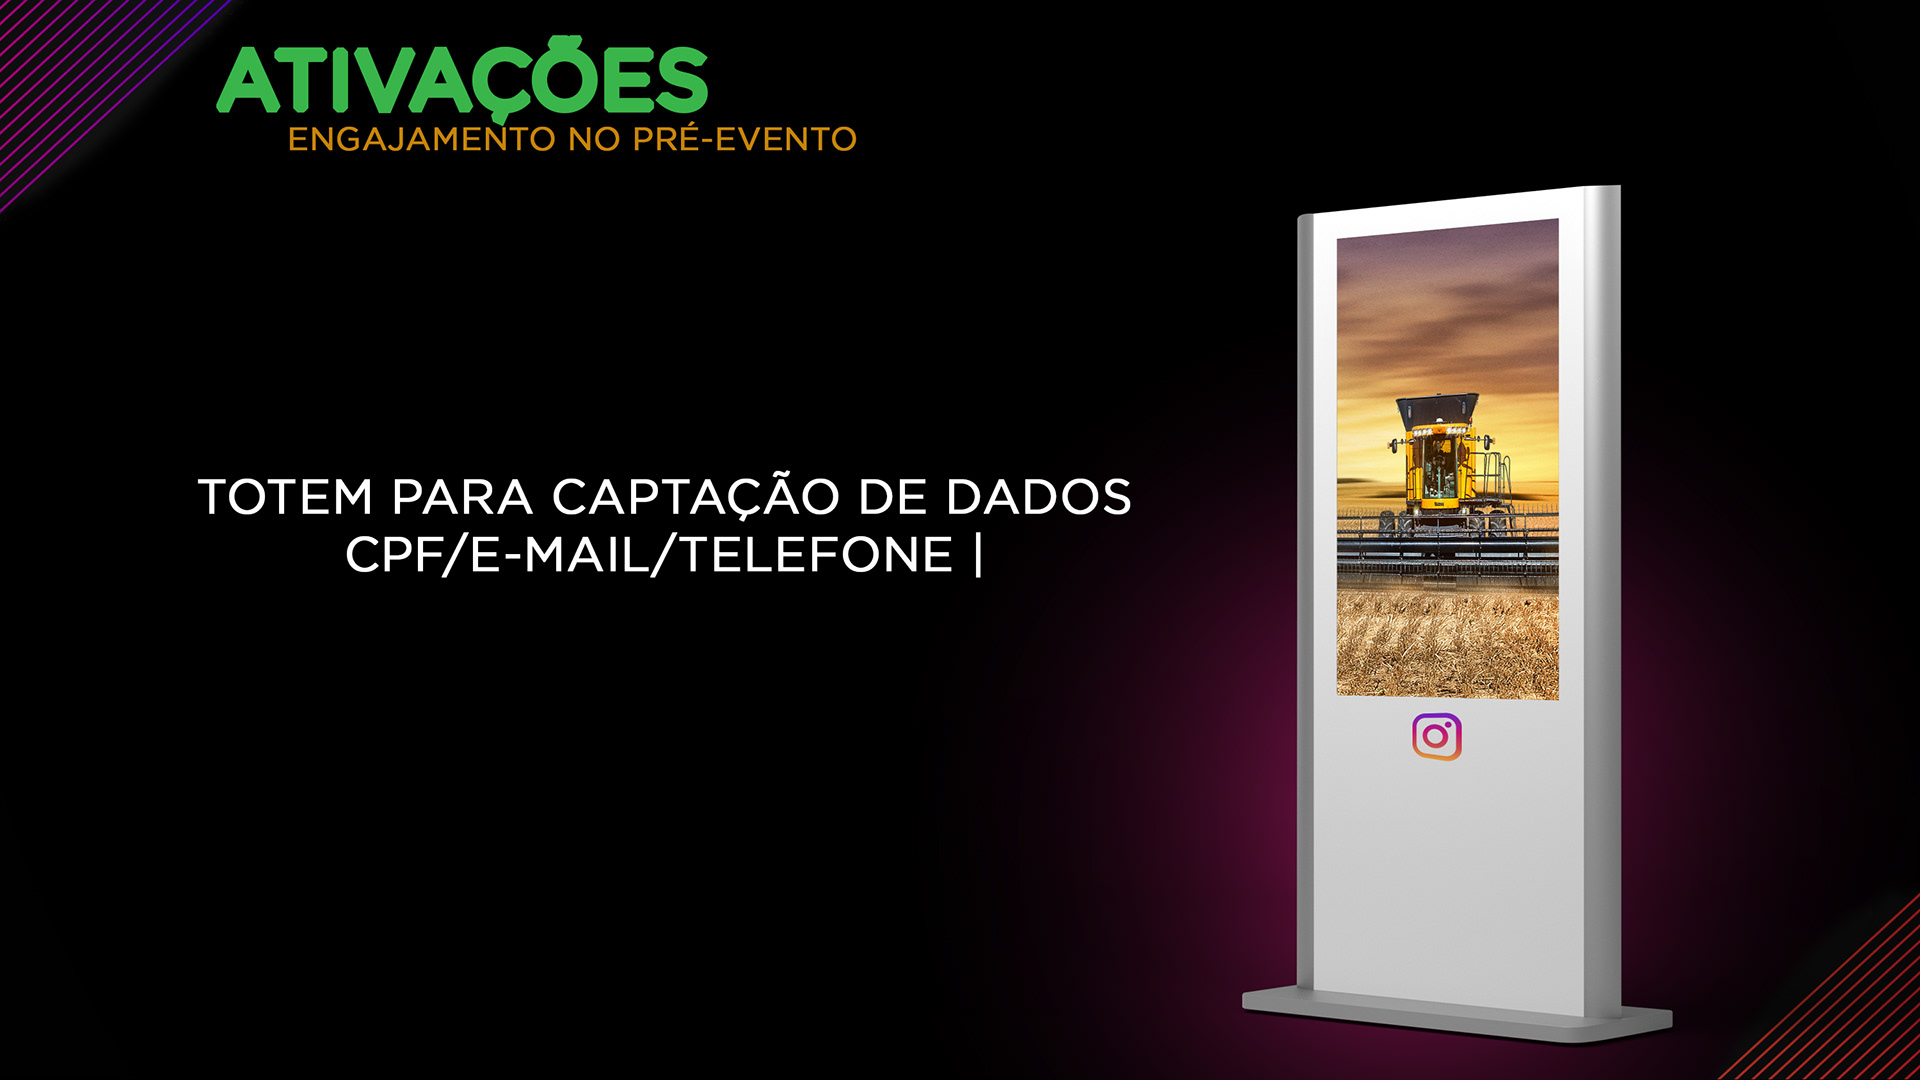 ATIVAÇÕES
ENGAJAMENTO NO PRÉ-EVENTO
TOTEM PARA CAPTAÇÃO DE DADOS
CPF/E-MAIL/TELEFONE |